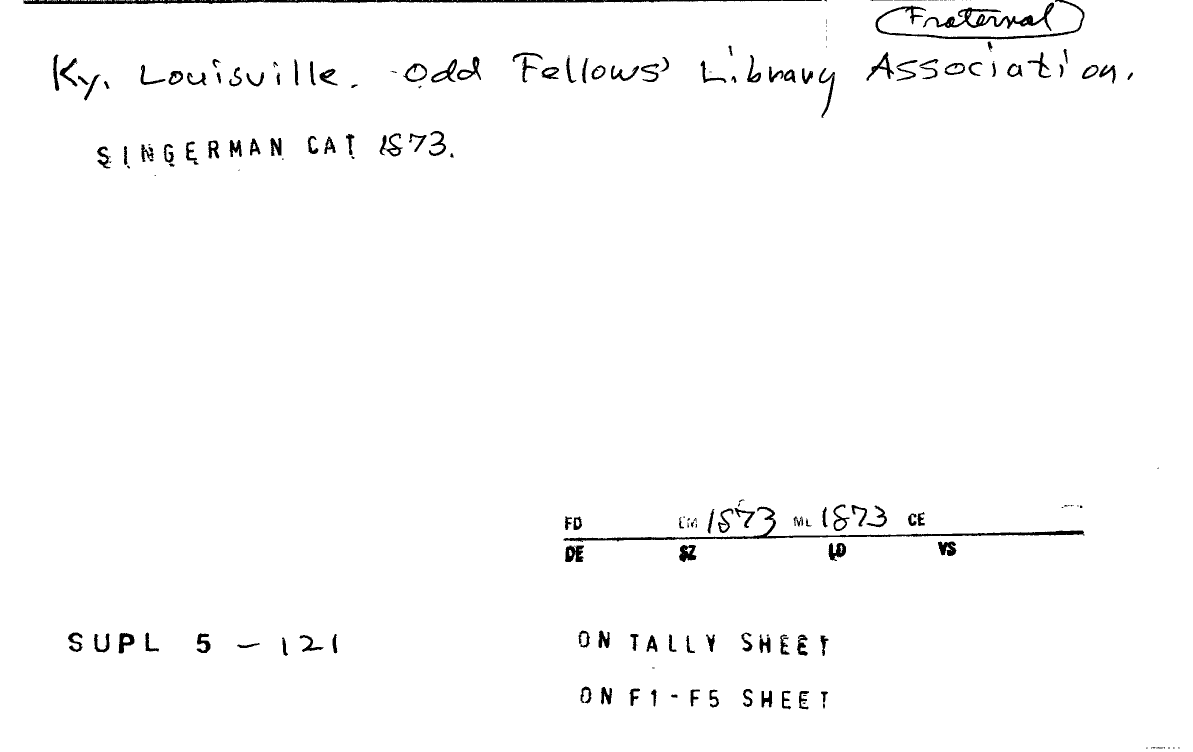 Fraternal
Ky. Louisville. Odd Fellows' Library Association.
SINGERMAN CAT 1873.
FD EM 1873 ML 1873 CE
DE SZ LD VS
SUPL 5 - 121
ON TALLY SHEET
ON F1-F5 SHEET